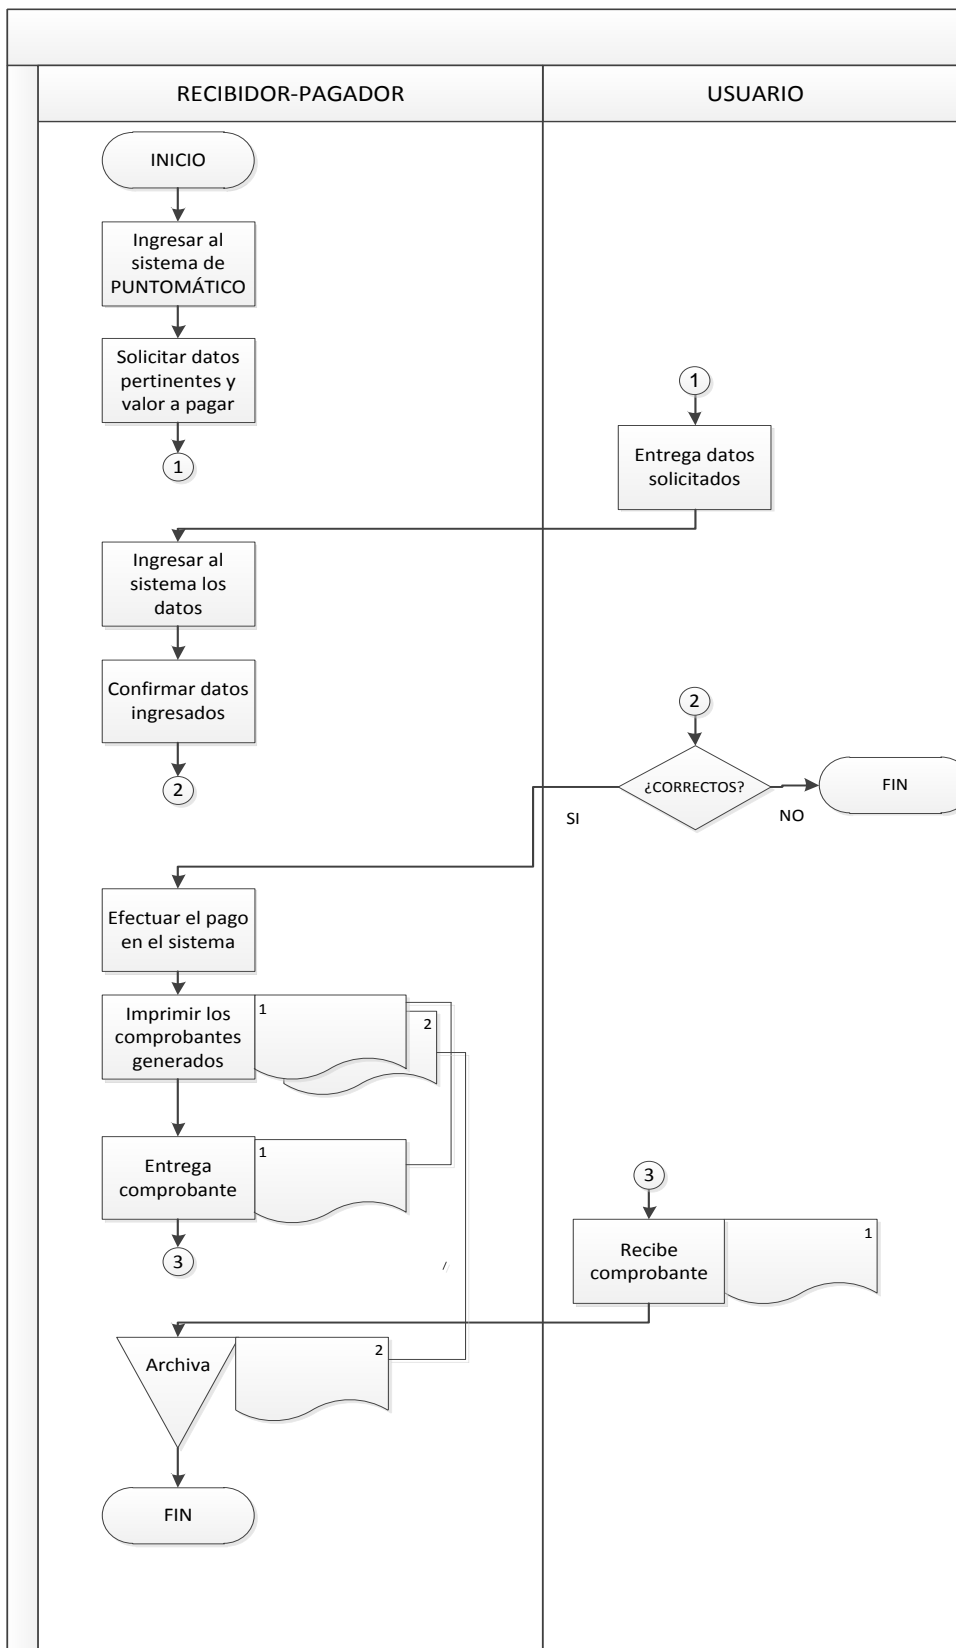 RECIBIDOR-PAGADOR
USUARIO
INICIO
Ingresar al
sistema de
PUNTOMÁTICO
Solicitar datos
pertinentes y
valor a pagar
1
1
Entrega datos
solicitados
Ingresar al
sistema los
datos
Confirmar datos
ingresados
2
2
¿CORRECTOS?
SI
NO
FIN
Efectuar el pago
en el sistema
Imprimir los
comprobantes
generados
1
2
Entrega
comprobante
1
3
3
Recibe
comprobante
1
Archiva
2
FIN